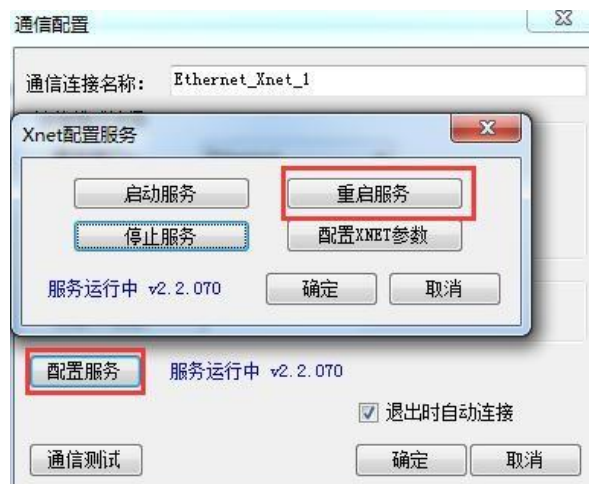 通信配置
通信连接名称: Ethernet_Xnet_1
Xnet配置服务
启动服务 重启服务
停止服务 配置XNET参数
服务运行中 v2.2.070 确定 取消
配置服务 服务运行中 v2.2.070
退出时自动连接
通信测试 确定 取消